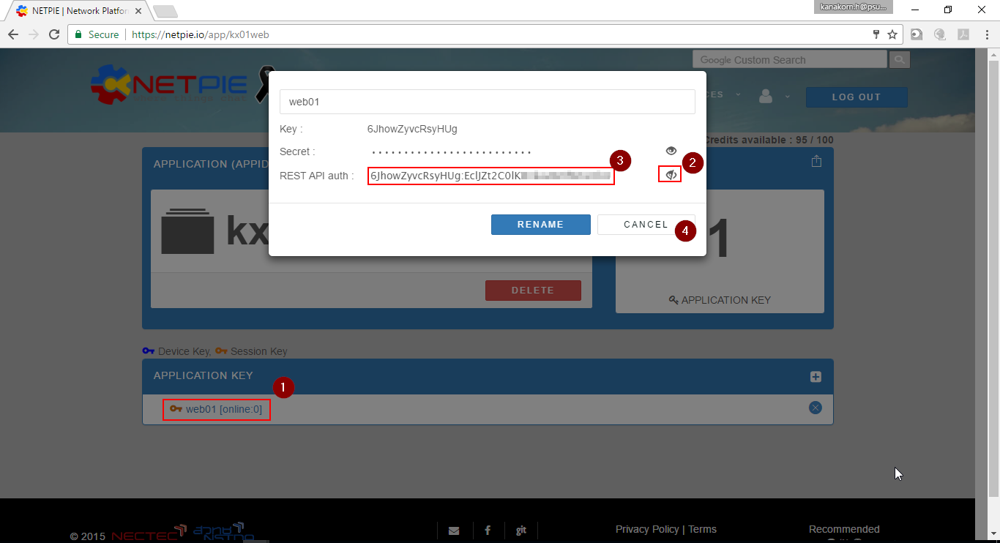 NETPIE | Network Platfor
kanakorn.h@psu...
Secure
https://netpie.io/app/kx01web
Google Custom Search
NETPIE
CES
LOG OUT
web01
Key :
6JhowZyvcRsyHUg
Credits available : 95 / 100
Secret :
REST API auth :
6JhowZyvcRsyHUg:EclJZt2C0lK
3
2
APPLICATION (APPID
RENAME
CANCEL
4
kx
1
DELETE
APPLICATION KEY
Device Key,
Session Key
APPLICATION KEY
1
web01 [online:0]
© 2015
NECTEC
NSTDA
git
Privacy Policy | Terms
Recommended